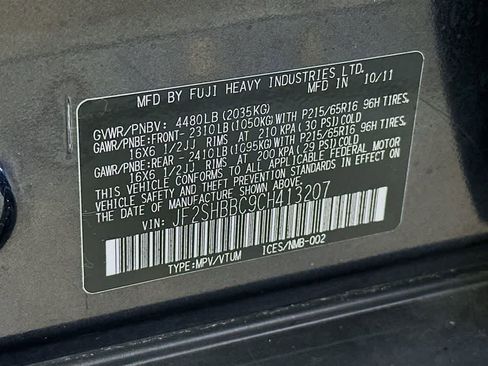 MFD BY FUJI HEAVY INDUSTRIES LTD.
IN JAPAN 10/11
GVWR/PNBV: 4480LB (2035KG)
GAWR/PNBE:FRONT- 2310LB (1050KG)WITH P215/65R16 96H TIRES,
16X6 1/2JJ RIMS AT 210 KPA (30 PSI) COLD
GAWR/PNBE:REAR - 2410LB (1095KG)WITH P215/65R16 96H TIRES,
16X6 1/2JJ RIMS AT 200 KPA (29 PSI) COLD
THIS VEHICLE CONFORMS TO ALL APPLICABLE FEDERAL MOTOR
VEHICLE SAFETY AND THEFT PREVENTION STANDARDS IN EFFECT ON THE
DATE OF MANUFACTURE SHOWN ABOVE.
VIN: JF2SHBBC9CH413207
TYPE:MPV/VTUM ICES/NMB-002